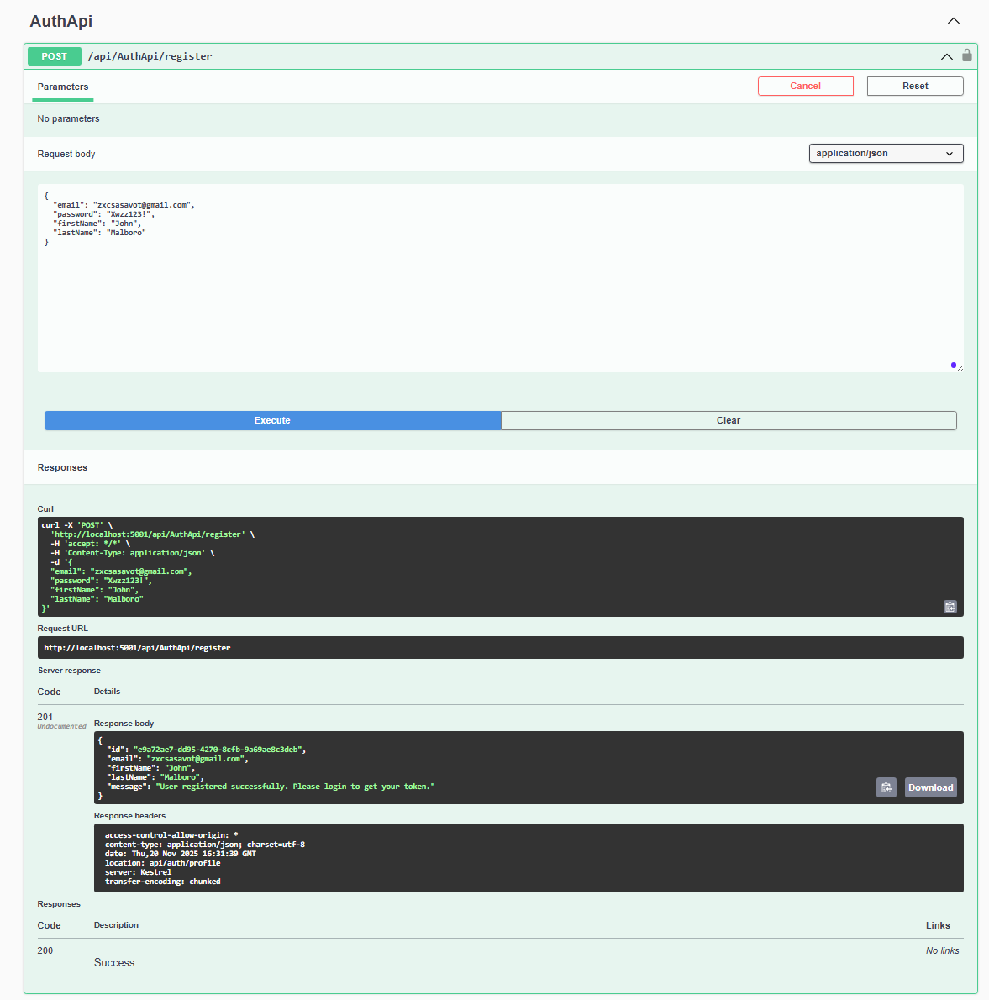 AuthApi
POST /api/AuthApi/register
Parameters Cancel Reset
No parameters
Request body application/json
{
  "email": "zxcsasavot@gmail.com",
  "password": "Xwzz123!",
  "firstName": "John",
  "lastName": "Malboro"
}
Execute Clear
Responses
Curl
curl -X 'POST' \
  'http://localhost:5001/api/AuthApi/register' \
  -H 'accept: */*' \
  -H 'Content-Type: application/json' \
  -d '{
  "email": "zxcsasavot@gmail.com",
  "password": "Xwzz123!",
  "firstName": "John",
  "lastName": "Malboro"
}'
Request URL
http://localhost:5001/api/AuthApi/register
Server response
Code Details
201
Undocumented
Response body
{
  "id": "e9a72ae7-dd95-4270-8cfb-9a69ae8c3deb",
  "email": "zxcsasavot@gmail.com",
  "firstName": "John",
  "lastName": "Malboro",
  "message": "User registered successfully. Please login to get your token."
}
Download
Response headers
access-control-allow-origin: *
content-type: application/json; charset=utf-8
date: Thu,20 Nov 2025 16:31:39 GMT
location: api/auth/profile
server: Kestrel
transfer-encoding: chunked
Responses
Code Description Links
200 No links
Success